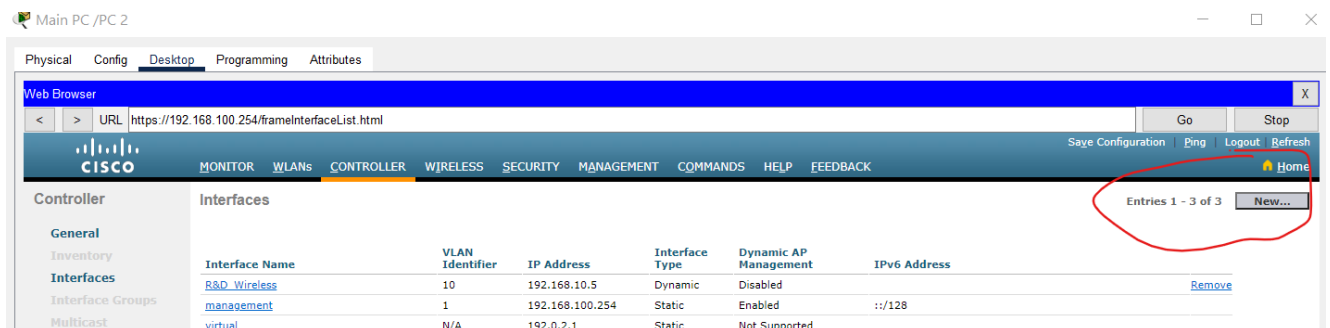 Main PC /PC 2
Physical Config Desktop Programming Attributes
Web Browser X
< > URL https://192.168.100.254/frameInterfaceList.html Go Stop
Save Configuration Ping Logout Refresh
CISCO MONITOR WLANs CONTROLLER WIRELESS SECURITY MANAGEMENT COMMANDS HELP FEEDBACK Home
Controller Interfaces Entries 1 - 3 of 3 New...
General
Inventory
Interfaces
Interface Groups
Multicast
Interface Name VLAN Identifier IP Address Interface Type Dynamic AP Management IPv6 Address
R&D Wireless 10 192.168.10.5 Dynamic Disabled Remove
management 1 192.168.100.254 Static Enabled ::/128
virtual N/A 192.0.2.1 Static Not Supported